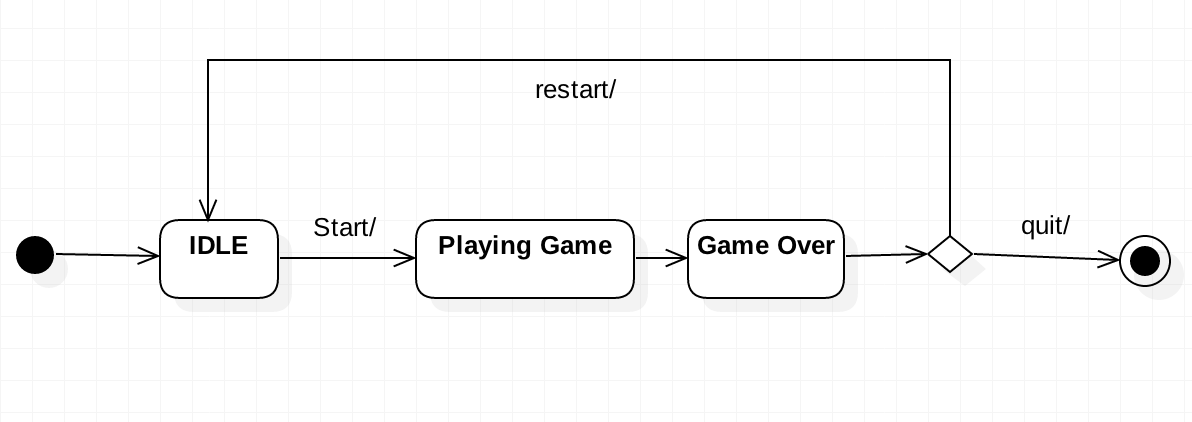 restart/
Start/
quit/
IDLE
Playing Game
Game Over